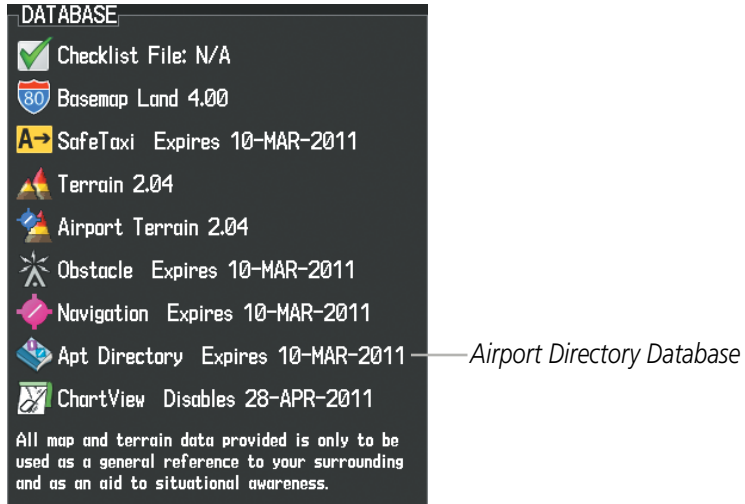 DATABASE
Checklist File: N/A
80 Basemap Land 4.00
A→ SafeTaxi Expires 10-MAR-2011
Terrain 2.04
Airport Terrain 2.04
Obstacle Expires 10-MAR-2011
Navigation Expires 10-MAR-2011
Apt Directory Expires 10-MAR-2011 Airport Directory Database
ChartView Disables 28-APR-2011
All map and terrain data provided is only to be
used as a general reference to your surrounding
and as an aid to situational awareness.